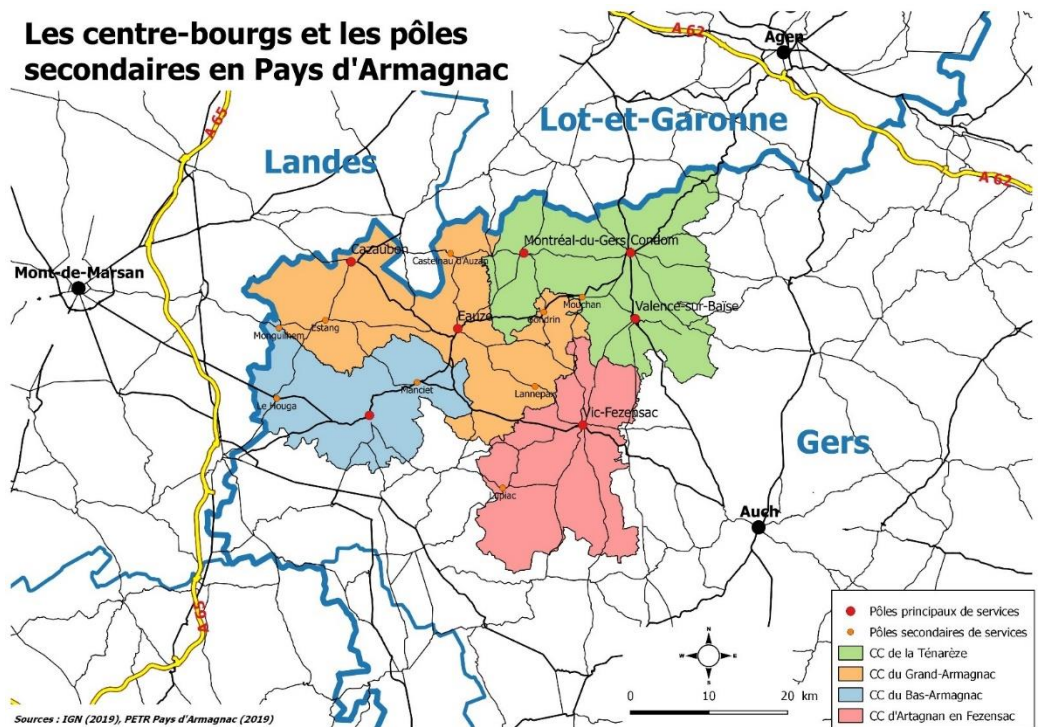 Les centre-bourgs et les pôles
secondaires en Pays d'Armagnac
A 62
Agen
A 65
Lot-et-Garonne
Landes
A 62
Cazaubon
Castelnau d'Auzan
Montréal-du-Gers
Condom
Mont-de-Marsan
Mouchan
Gondrin
Valence-sur-Baïse
Eauze
Estang
Monguilhem
Manciet
Lannepax
Le Houga
Vic-Fezensac
Gers
Lupiac
Auch
A 65
N
W
E
S
0 10 20 km
Pôles principaux de services
Pôles secondaires de services
CC de la Ténarèze
CC du Grand-Armagnac
CC du Bas-Armagnac
CC d'Artagnan en Fezensac
Sources : IGN (2019), PETR Pays d'Armagnac (2019)